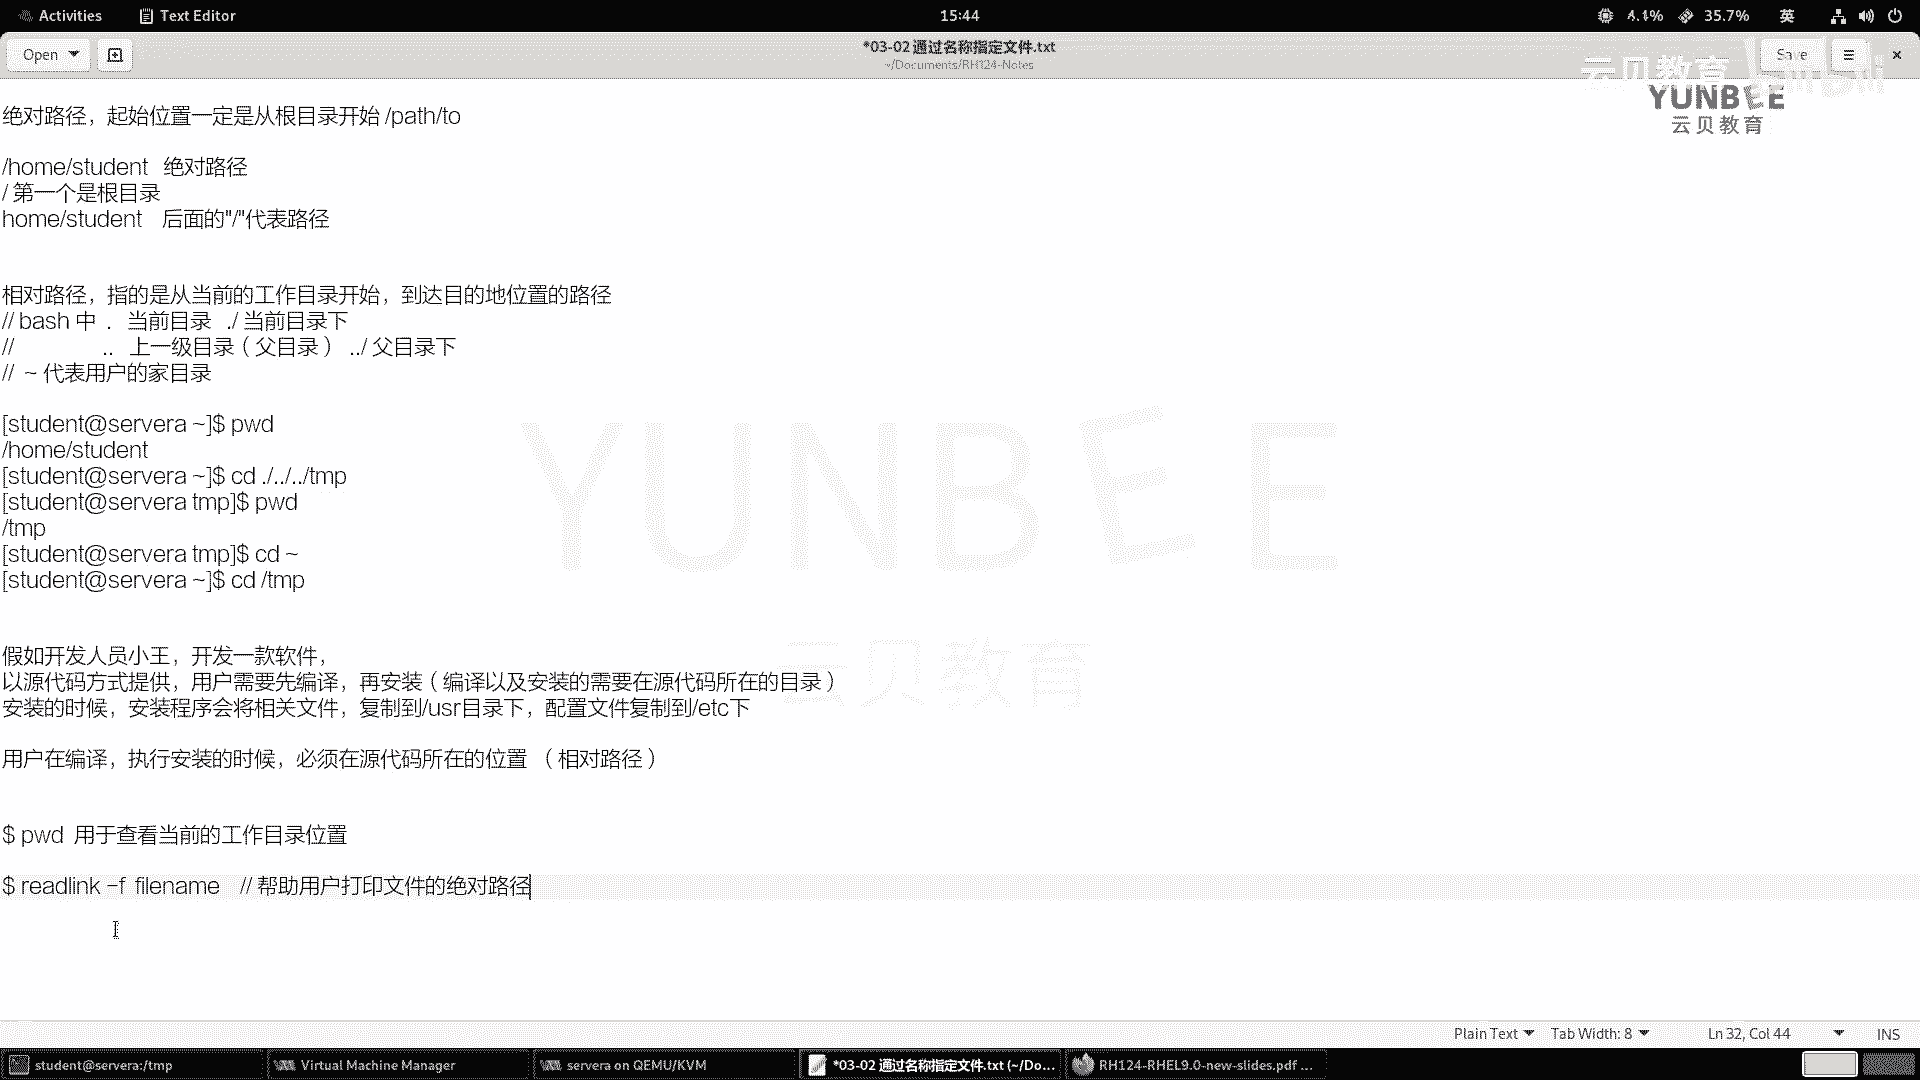 Activities Text Editor 15:44 4.1% 35.7% 英
Open *03-02 通过名称指定文件.txt Save
~/Documents/RH124-Notes
云贝教育 bilibili
YUNBEE
云贝教育
绝对路径，起始位置一定是从根目录开始 /path/to
/home/student 绝对路径
/ 第一个是根目录
home/student 后面的"/"代表路径
相对路径，指的是从当前的工作目录开始，到达目的地位置的路径
// bash 中 . 当前目录 ./ 当前目录下
// .. 上一级目录（父目录） ../ 父目录下
// ~ 代表用户的家目录
[student@servera ~]$ pwd
/home/student
[student@servera ~]$ cd ./../../tmp
[student@servera tmp]$ pwd
/tmp
[student@servera tmp]$ cd ~
[student@servera ~]$ cd /tmp
YUNBEE
云贝教育
假如开发人员小王，开发一款软件，
以源代码方式提供，用户需要先编译，再安装（编译以及安装的需要在源代码所在的目录）
安装的时候，安装程序会将相关文件，复制到/usr目录下，配置文件复制到/etc下
用户在编译，执行安装的时候，必须在源代码所在的位置 （相对路径）
$ pwd 用于查看当前的工作目录位置
$ readlink -f filename // 帮助用户打印文件的绝对路径
Plain Text Tab Width: 8 Ln 32, Col 44 INS
student@servera:/tmp Virtual Machine Manager servera on QEMU/KVM *03-02 通过名称指定文件.txt (~/Do... RH124-RHEL9.0-new-slides.pdf ...